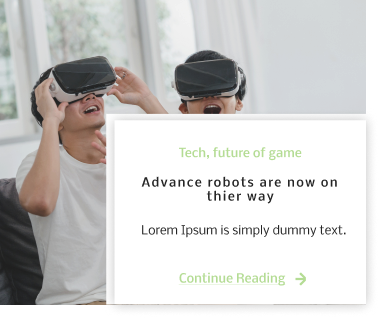 Tech, future of game
Advance robots are now on
thier way
Lorem Ipsum is simply dummy text.
Continue Reading